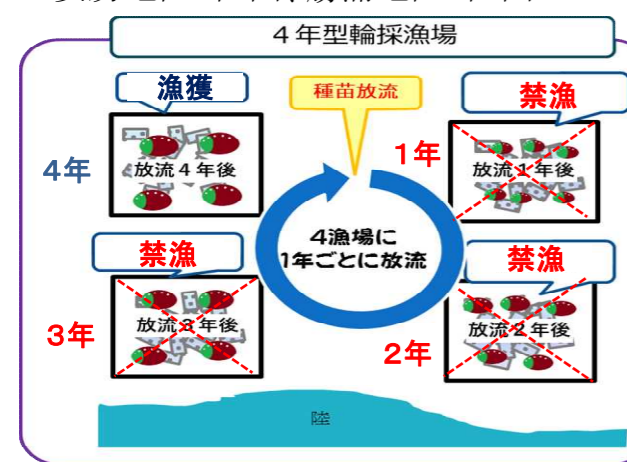 4年型輪採漁場
漁獲
種苗放流
禁漁
4年
放流4年後
1年
放流1年後
4漁場に
1年ごとに放流
禁漁
3年
放流3年後
禁漁
2年
放流2年後
陸